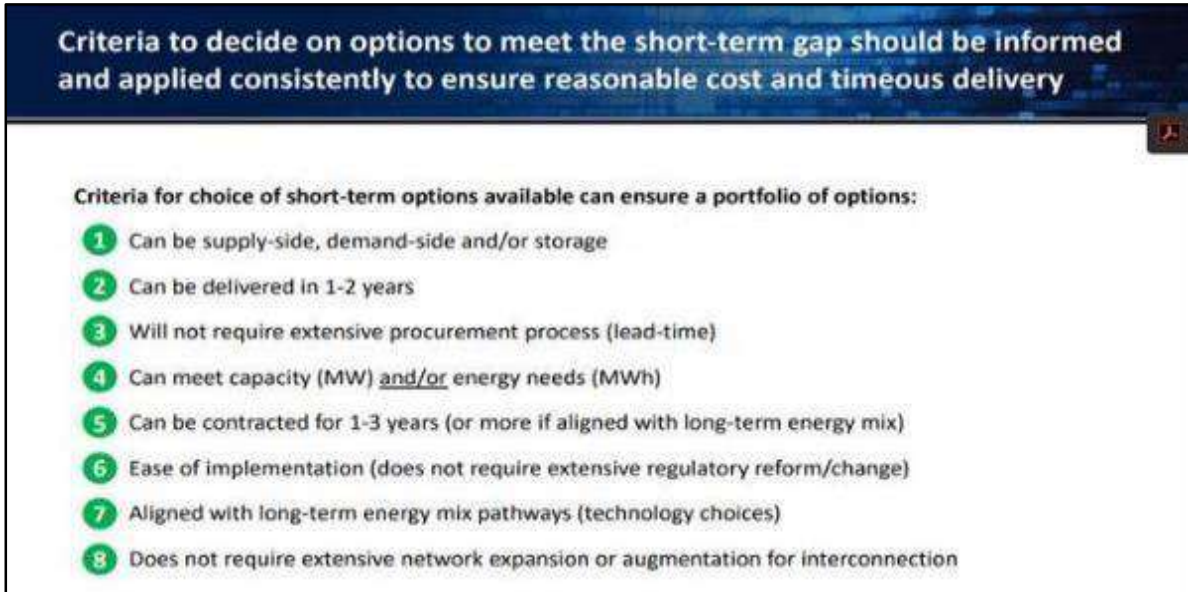 Criteria to decide on options to meet the short-term gap should be informed
and applied consistently to ensure reasonable cost and timeous delivery
Criteria for choice of short-term options available can ensure a portfolio of options:
1 Can be supply-side, demand-side and/or storage
2 Can be delivered in 1-2 years
3 Will not require extensive procurement process (lead-time)
4 Can meet capacity (MW) and/or energy needs (MWh)
5 Can be contracted for 1-3 years (or more if aligned with long-term energy mix)
6 Ease of implementation (does not require extensive regulatory reform/change)
7 Aligned with long-term energy mix pathways (technology choices)
8 Does not require extensive network expansion or augmentation for interconnection